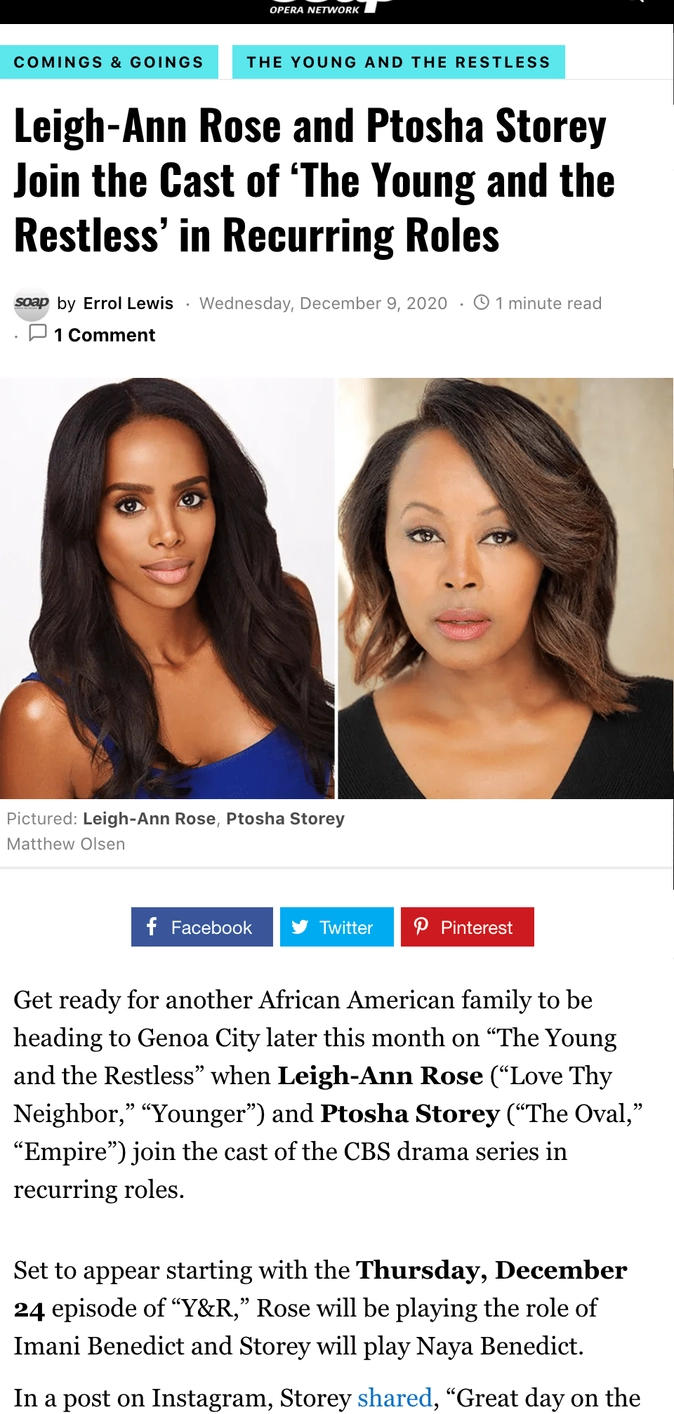 OPERA NETWORK
COMINGS & GOINGS
THE YOUNG AND THE RESTLESS
Leigh-Ann Rose and Ptosha Storey
Join the Cast of ‘The Young and the
Restless’ in Recurring Roles
soap by Errol Lewis · Wednesday, December 9, 2020 · 1 minute read
· 1 Comment
Pictured: Leigh-Ann Rose, Ptosha Storey
Matthew Olsen
Facebook
Twitter
Pinterest
Get ready for another African American family to be
heading to Genoa City later this month on “The Young
and the Restless” when Leigh-Ann Rose (“Love Thy
Neighbor,” “Younger”) and Ptosha Storey (“The Oval,”
“Empire”) join the cast of the CBS drama series in
recurring roles.
Set to appear starting with the Thursday, December
24 episode of “Y&R,” Rose will be playing the role of
Imani Benedict and Storey will play Naya Benedict.
In a post on Instagram, Storey shared, “Great day on the